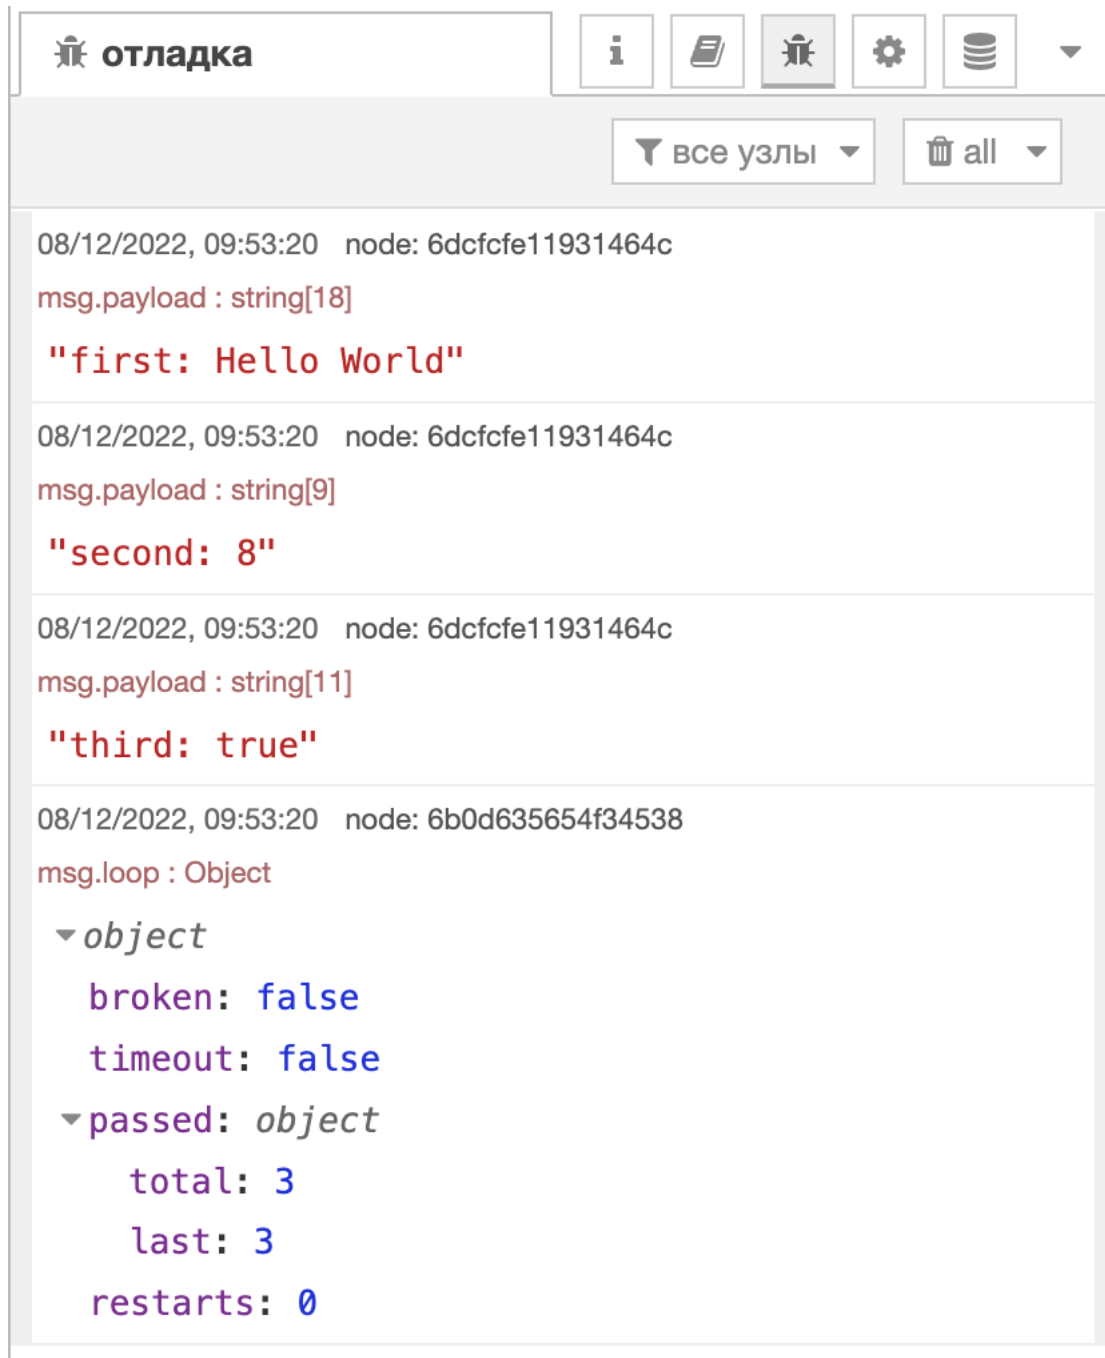 отладка
все узлы all
08/12/2022, 09:53:20 node: 6dcfcfe11931464c
msg.payload : string[18]
"first: Hello World"
08/12/2022, 09:53:20 node: 6dcfcfe11931464c
msg.payload : string[9]
"second: 8"
08/12/2022, 09:53:20 node: 6dcfcfe11931464c
msg.payload : string[11]
"third: true"
08/12/2022, 09:53:20 node: 6b0d635654f34538
msg.loop : Object
object
broken: false
timeout: false
passed: object
total: 3
last: 3
restarts: 0